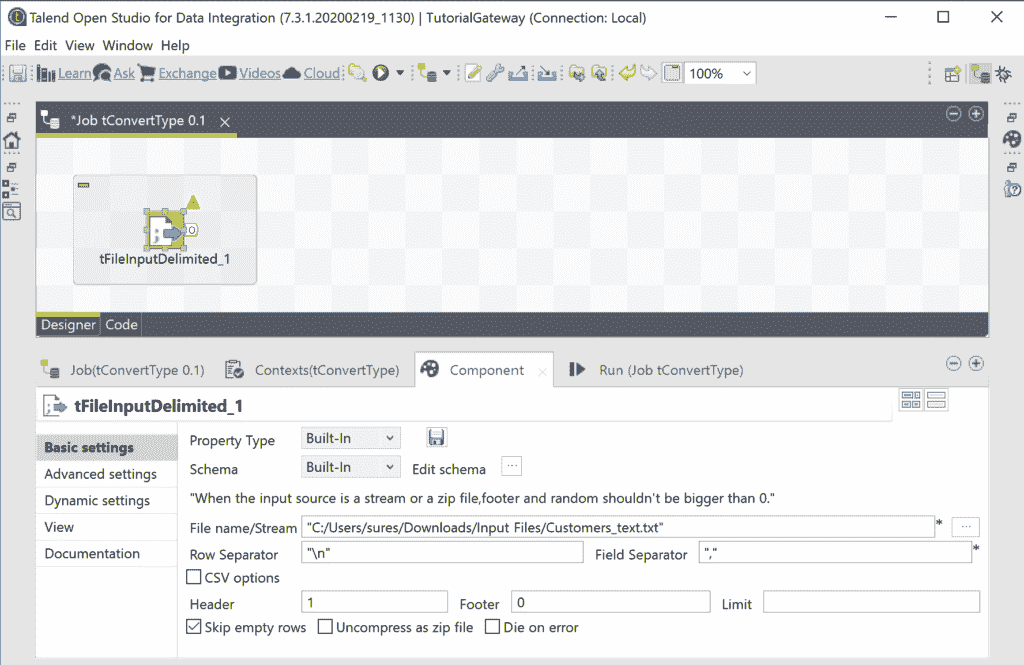 Talend Open Studio for Data Integration (7.3.1.20200219_1130) | TutorialGateway (Connection: Local)
File Edit View Window Help
Learn Ask Exchange Videos Cloud 100%
*Job tConvertType 0.1
tFileInputDelimited_1
Designer Code
Job(tConvertType 0.1) Contexts(tConvertType) Component Run (Job tConvertType)
tFileInputDelimited_1
Basic settings
Advanced settings
Dynamic settings
View
Documentation
Property Type Built-In
Schema Built-In Edit schema ...
"When the input source is a stream or a zip file,footer and random shouldn't be bigger than 0."
File name/Stream "C:/Users/sures/Downloads/Input Files/Customers_text.txt" * ...
Row Separator "\n" Field Separator "," *
CSV options
Header 1 Footer 0 Limit
Skip empty rows Uncompress as zip file Die on error